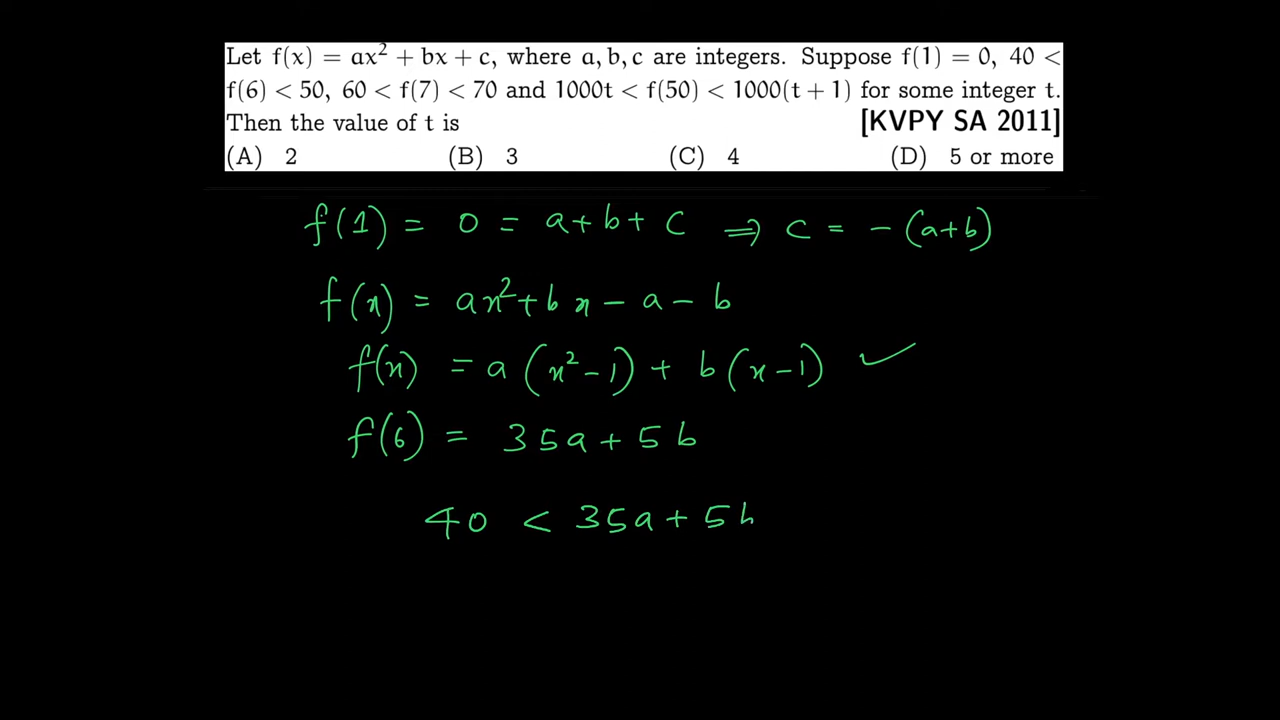 Let f(x) = ax² + bx + c, where a, b, c are integers. Suppose f(1) = 0, 40 <
f(6) < 50, 60 < f(7) < 70 and 1000t < f(50) < 1000(t + 1) for some integer t.
Then the value of t is [KVPY SA 2011]
(A) 2 (B) 3 (C) 4 (D) 5 or more
f(1) = 0 = a+b+c ⇒ c = -(a+b)
f(x) = ax²+bx-a-b
f(x) = a(x²-1) + b(x-1) ✓
f(6) = 35a+5b
40 < 35a+5b